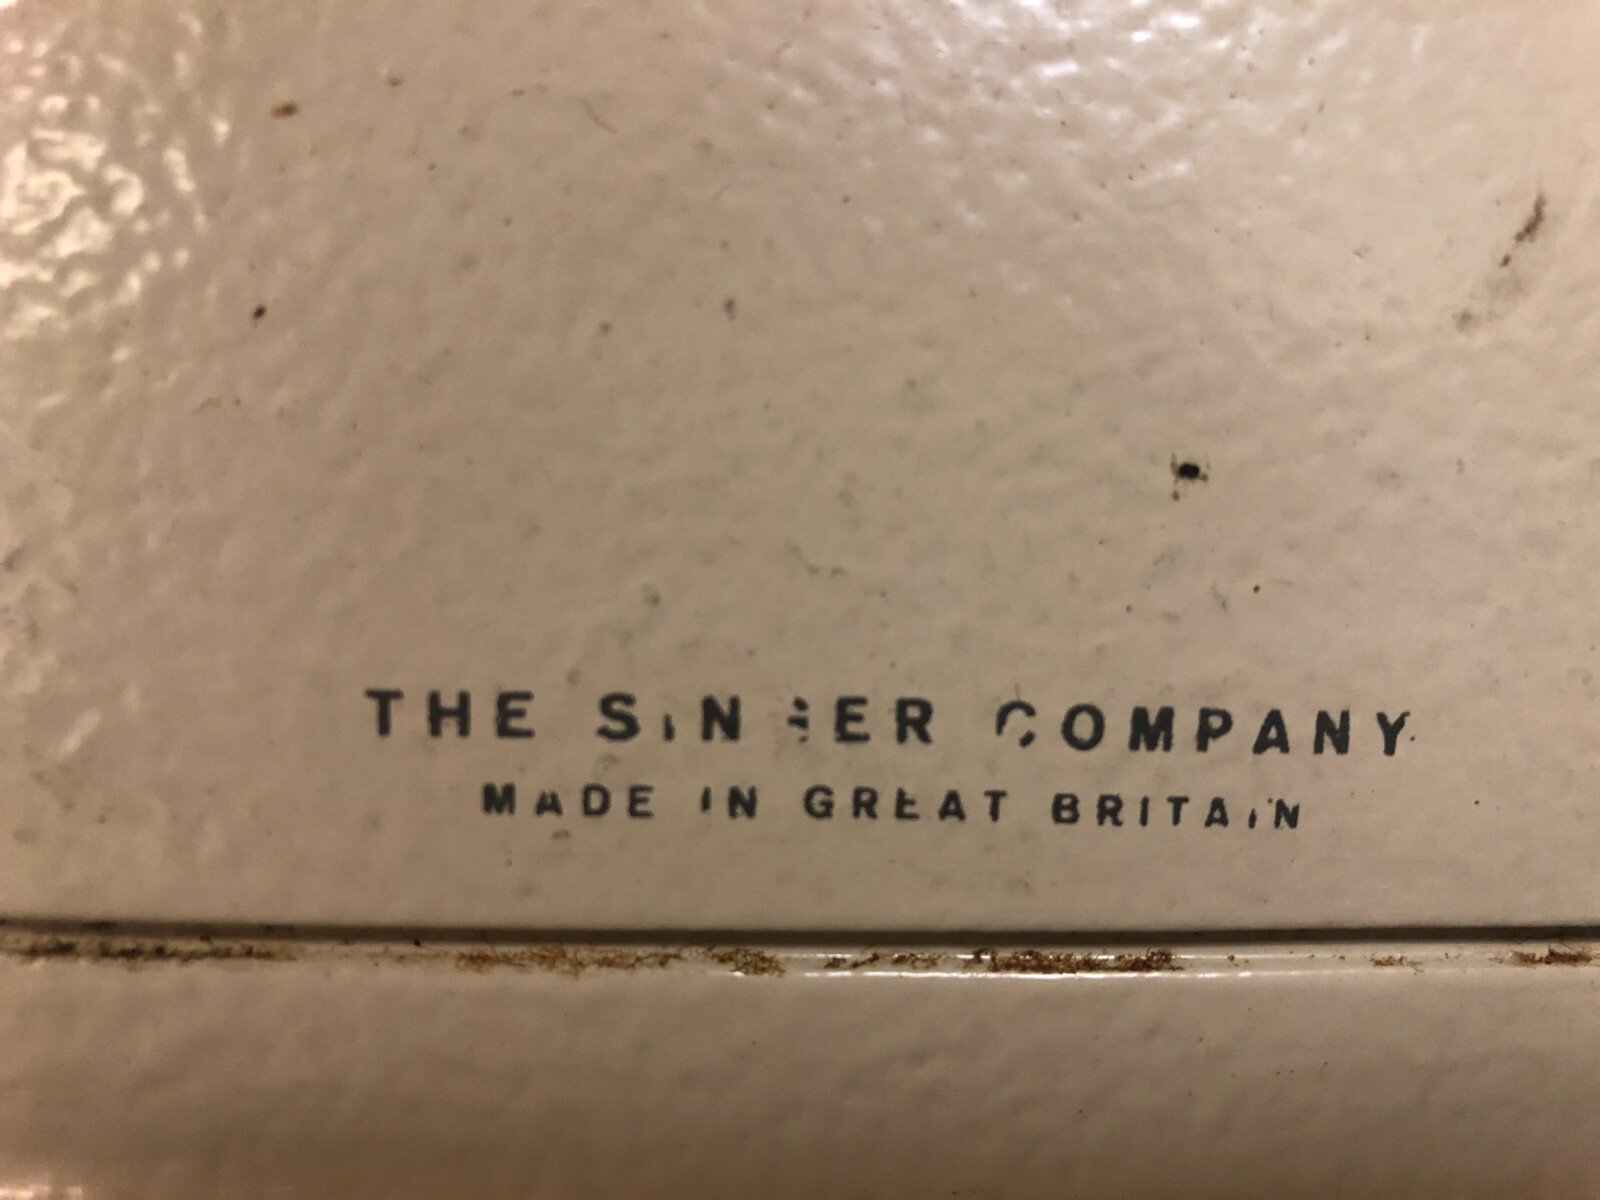 THE SINGER COMPANY
MADE IN GREAT BRITAIN